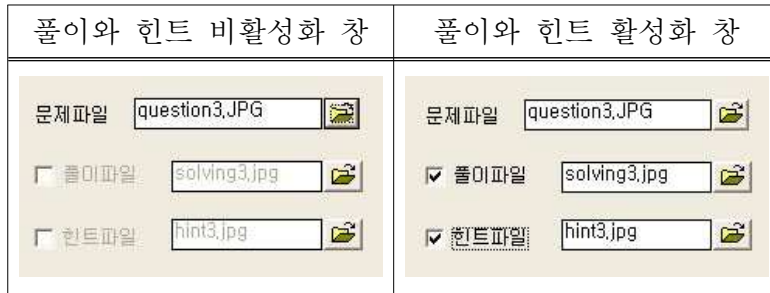 풀이와 힌트 비활성화 창
풀이와 힌트 활성화 창
문제파일 question3.JPG
풀이파일 solving3.jpg
힌트파일 hint3.jpg
문제파일 question3.JPG
풀이파일 solving3.jpg
힌트파일 hint3.jpg